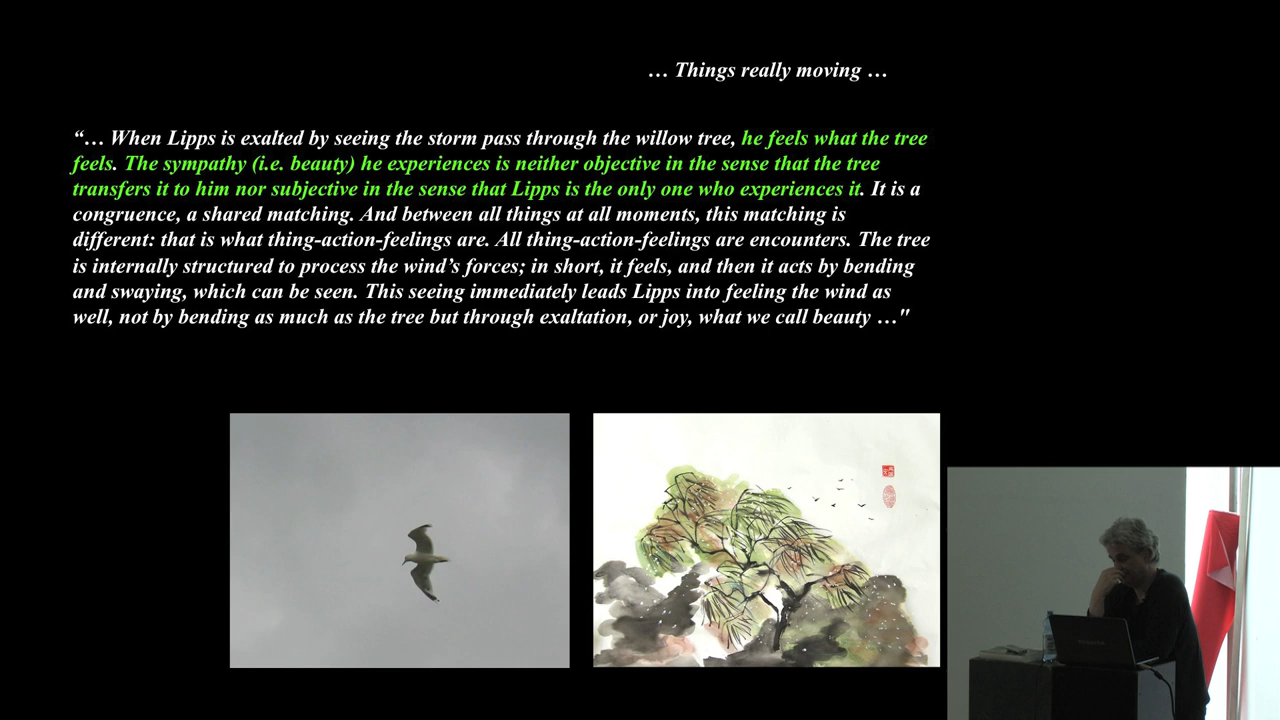 … Things really moving …
“… When Lipps is exalted by seeing the storm pass through the willow tree, he feels what the tree
feels. The sympathy (i.e. beauty) he experiences is neither objective in the sense that the tree
transfers it to him nor subjective in the sense that Lipps is the only one who experiences it. It is a
congruence, a shared matching. And between all things at all moments, this matching is
different: that is what thing-action-feelings are. All thing-action-feelings are encounters. The tree
is internally structured to process the wind’s forces; in short, it feels, and then it acts by bending
and swaying, which can be seen. This seeing immediately leads Lipps into feeling the wind as
well, not by bending as much as the tree but through exaltation, or joy, what we call beauty …"